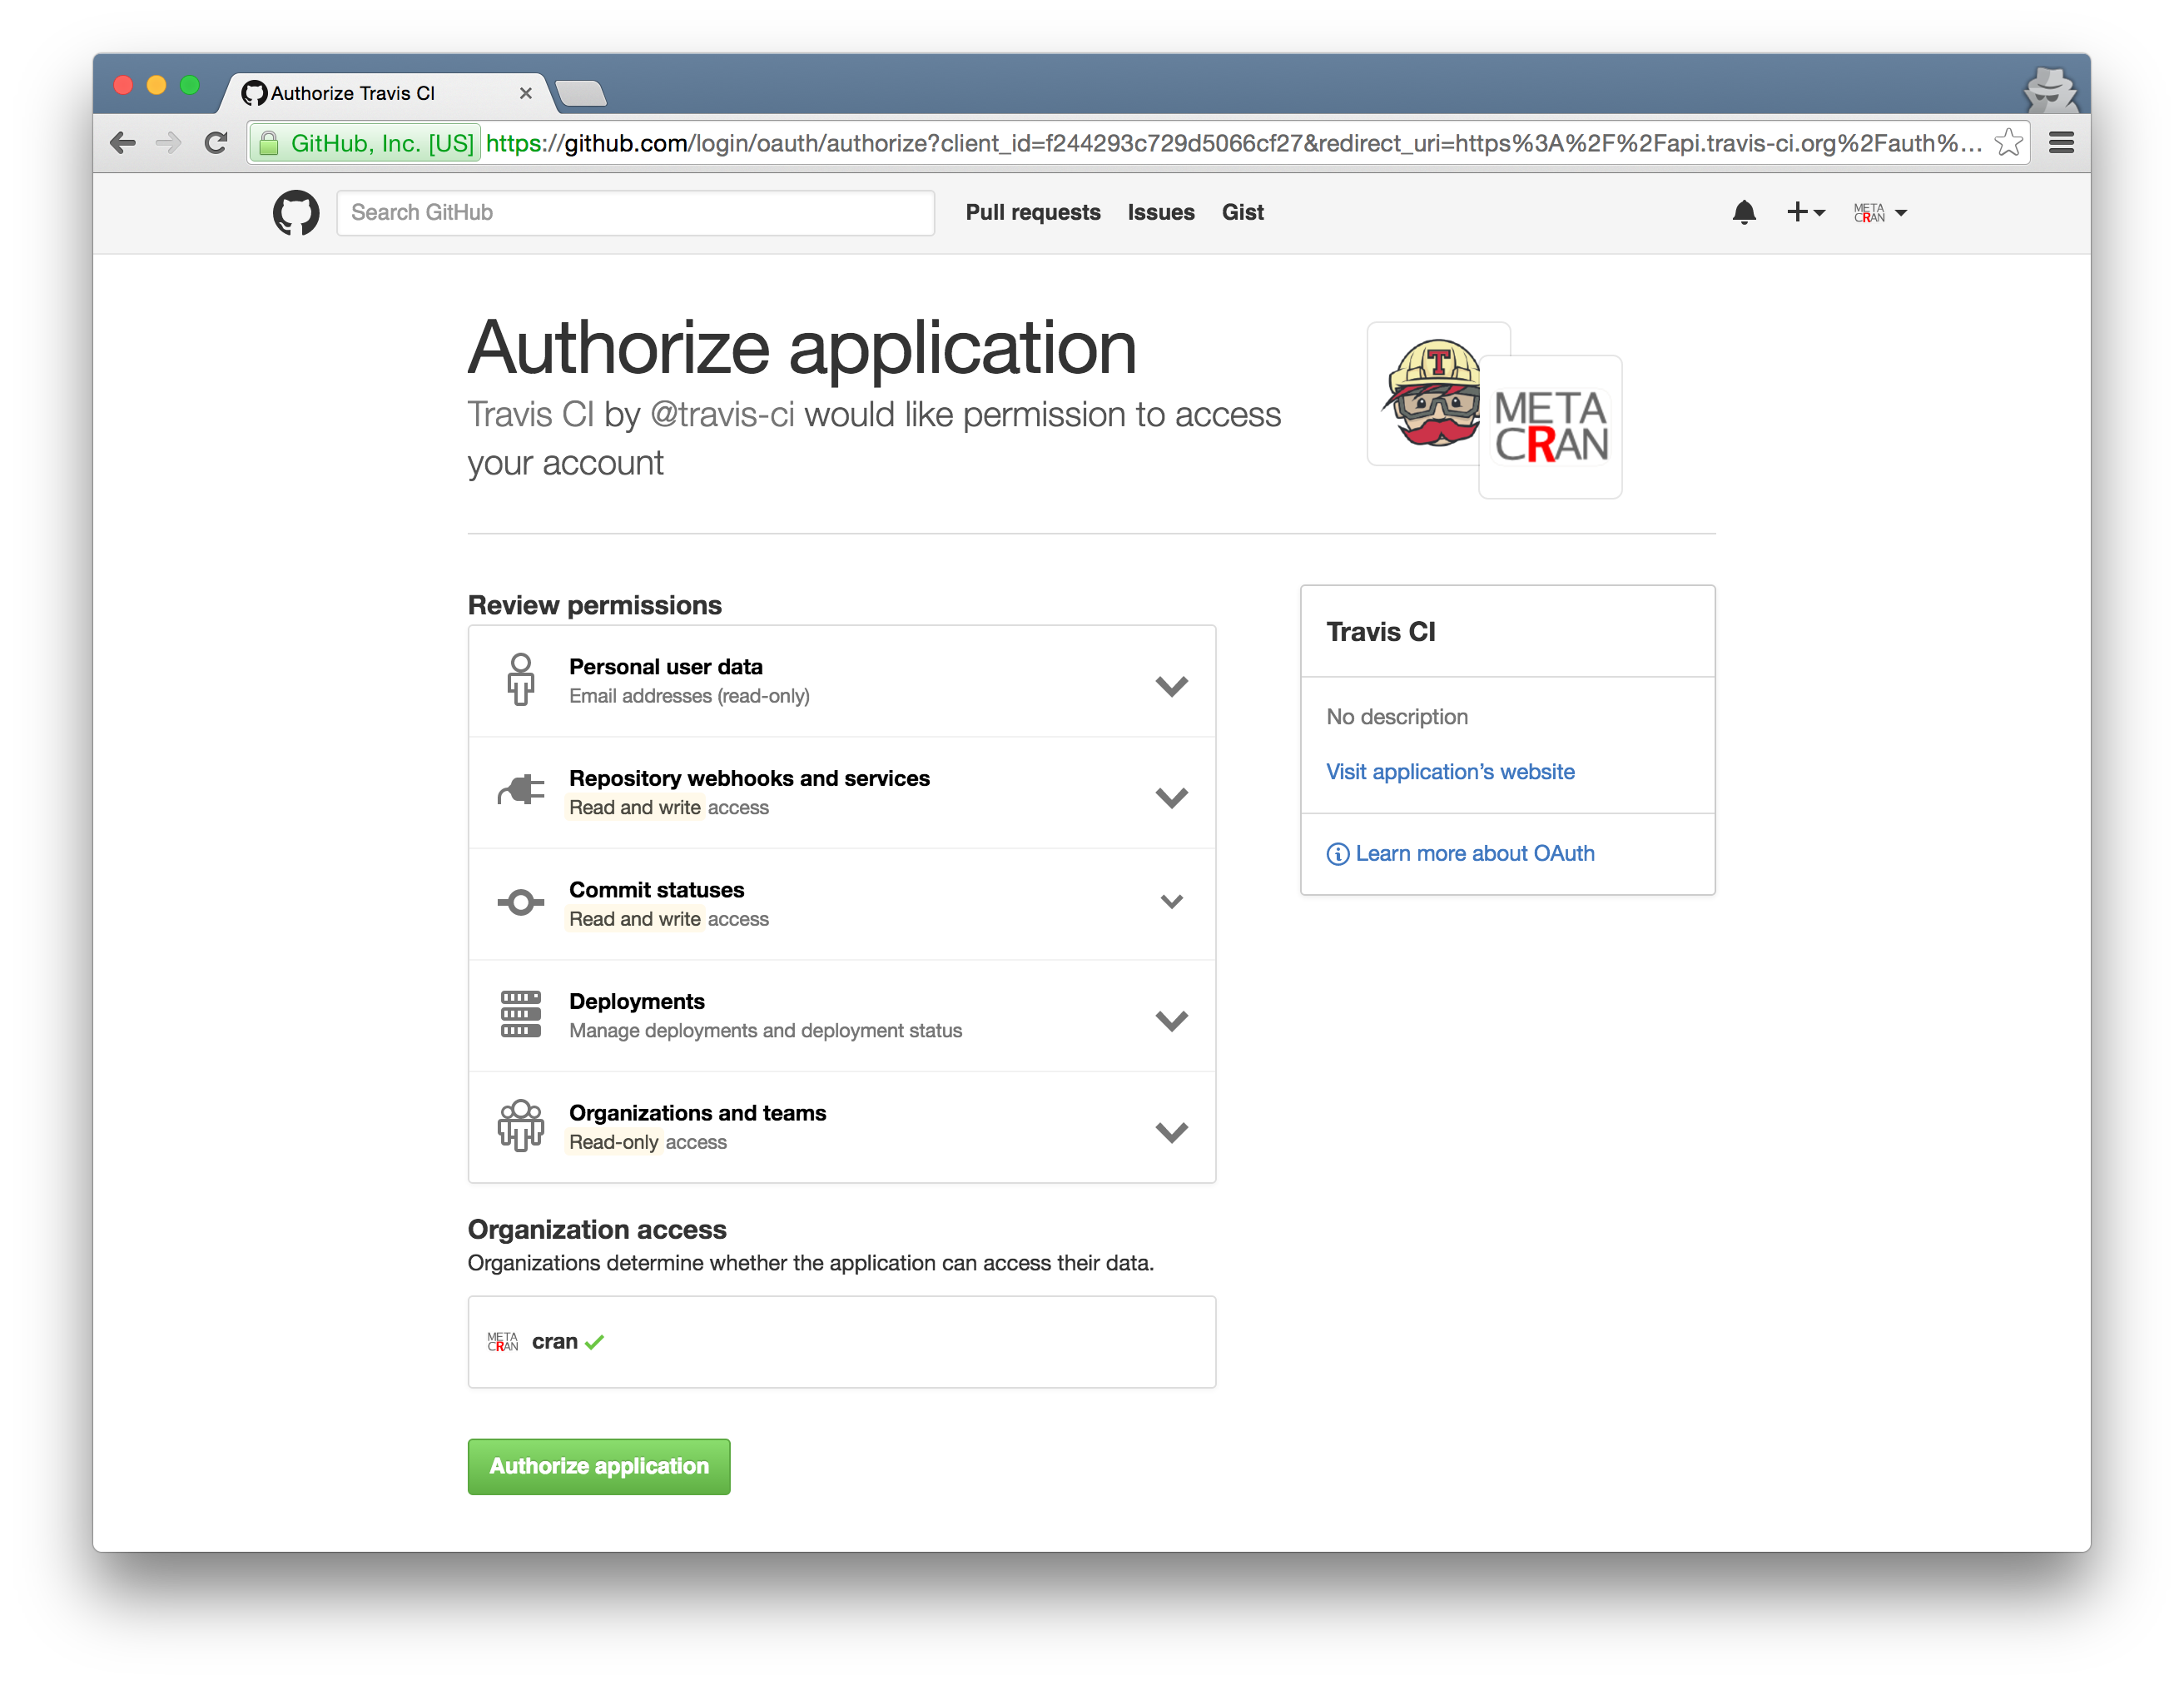 Authorize Travis CI
GitHub, Inc. [US] https://github.com/login/oauth/authorize?client_id=f244293c729d5066cf27&redirect_uri=https%3A%2F%2Fapi.travis-ci.org%2Fauth%...
Search GitHub
Pull requests Issues Gist
META
CRAN
Authorize application
Travis CI by @travis-ci would like permission to access
your account
T
META
CRAN
Review permissions
Personal user data
Email addresses (read-only)
Repository webhooks and services
Read and write access
Commit statuses
Read and write access
Deployments
Manage deployments and deployment status
Organizations and teams
Read-only access
Travis CI
No description
Visit application’s website
Learn more about OAuth
Organization access
Organizations determine whether the application can access their data.
META
CRAN
cran
Authorize application